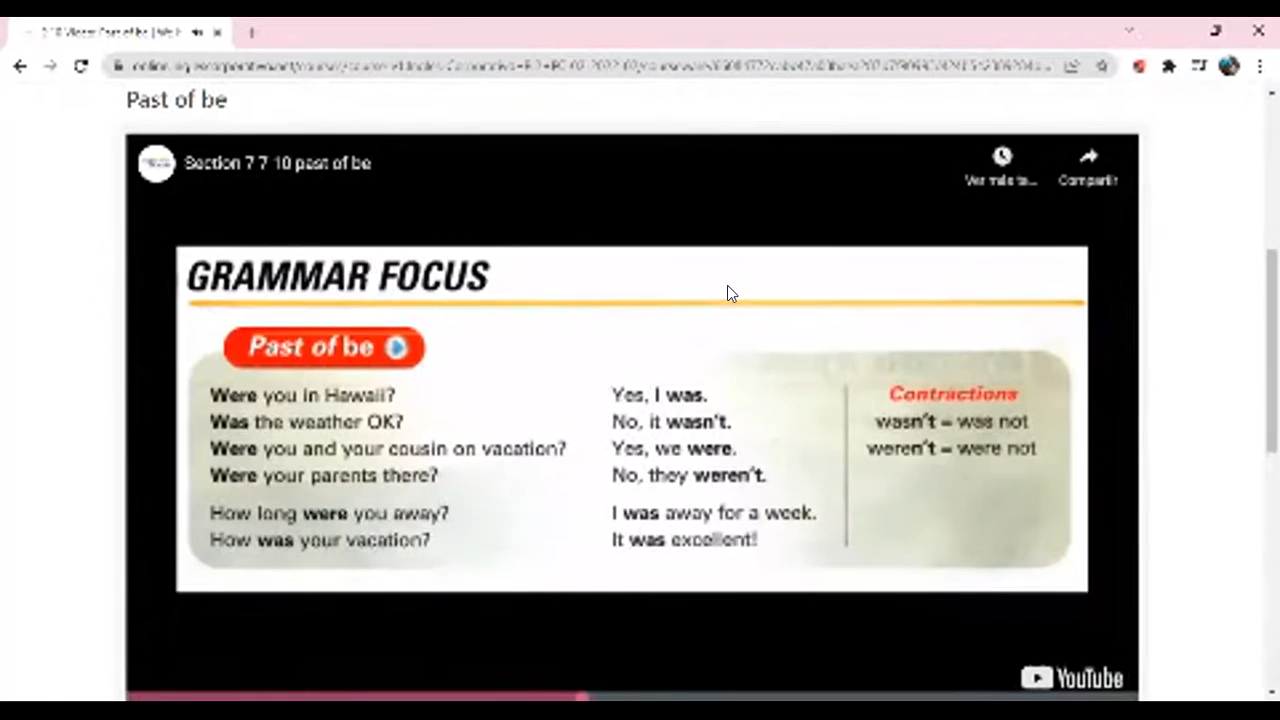 Past of be
Section 7 7 10 past of be
Ver más ta...
Compartir
GRAMMAR FOCUS
Past of be
Were you in Hawaii?
Yes, I was.
Was the weather OK?
No, it wasn't.
Were you and your cousin on vacation?
Yes, we were.
Were your parents there?
No, they weren't.
How long were you away?
I was away for a week.
How was your vacation?
It was excellent!
Contractions
wasn't = was not
weren't = were not
YouTube